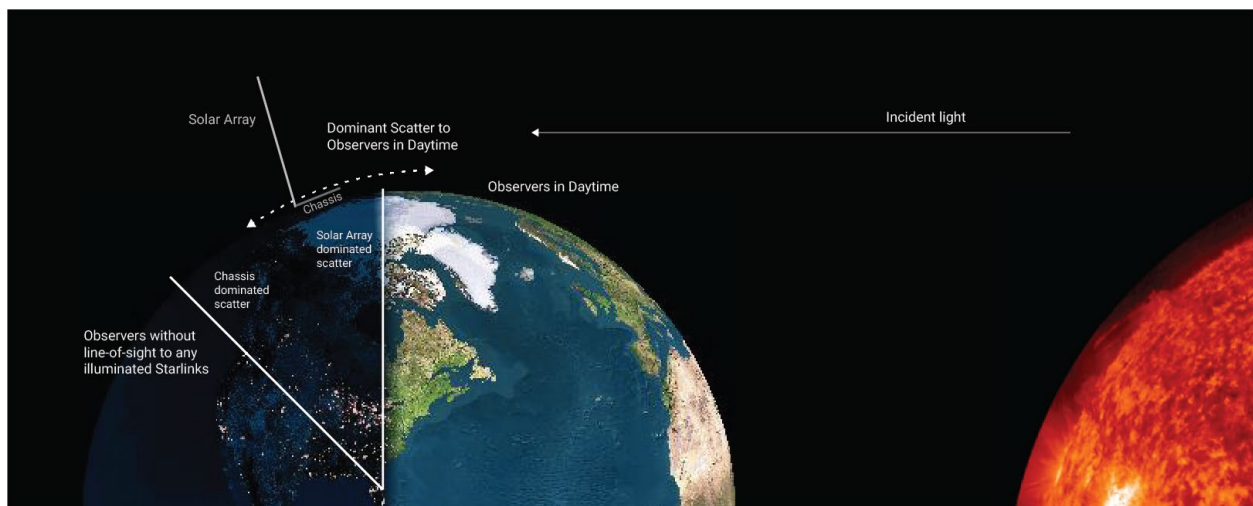 Solar Array
Dominant Scatter to
Observers in Daytime
Incident light
Observers in Daytime
Chassis
Solar Array
dominated
scatter
Chassis
dominated
scatter
Observers without
line-of-sight to any
illuminated Starlinks